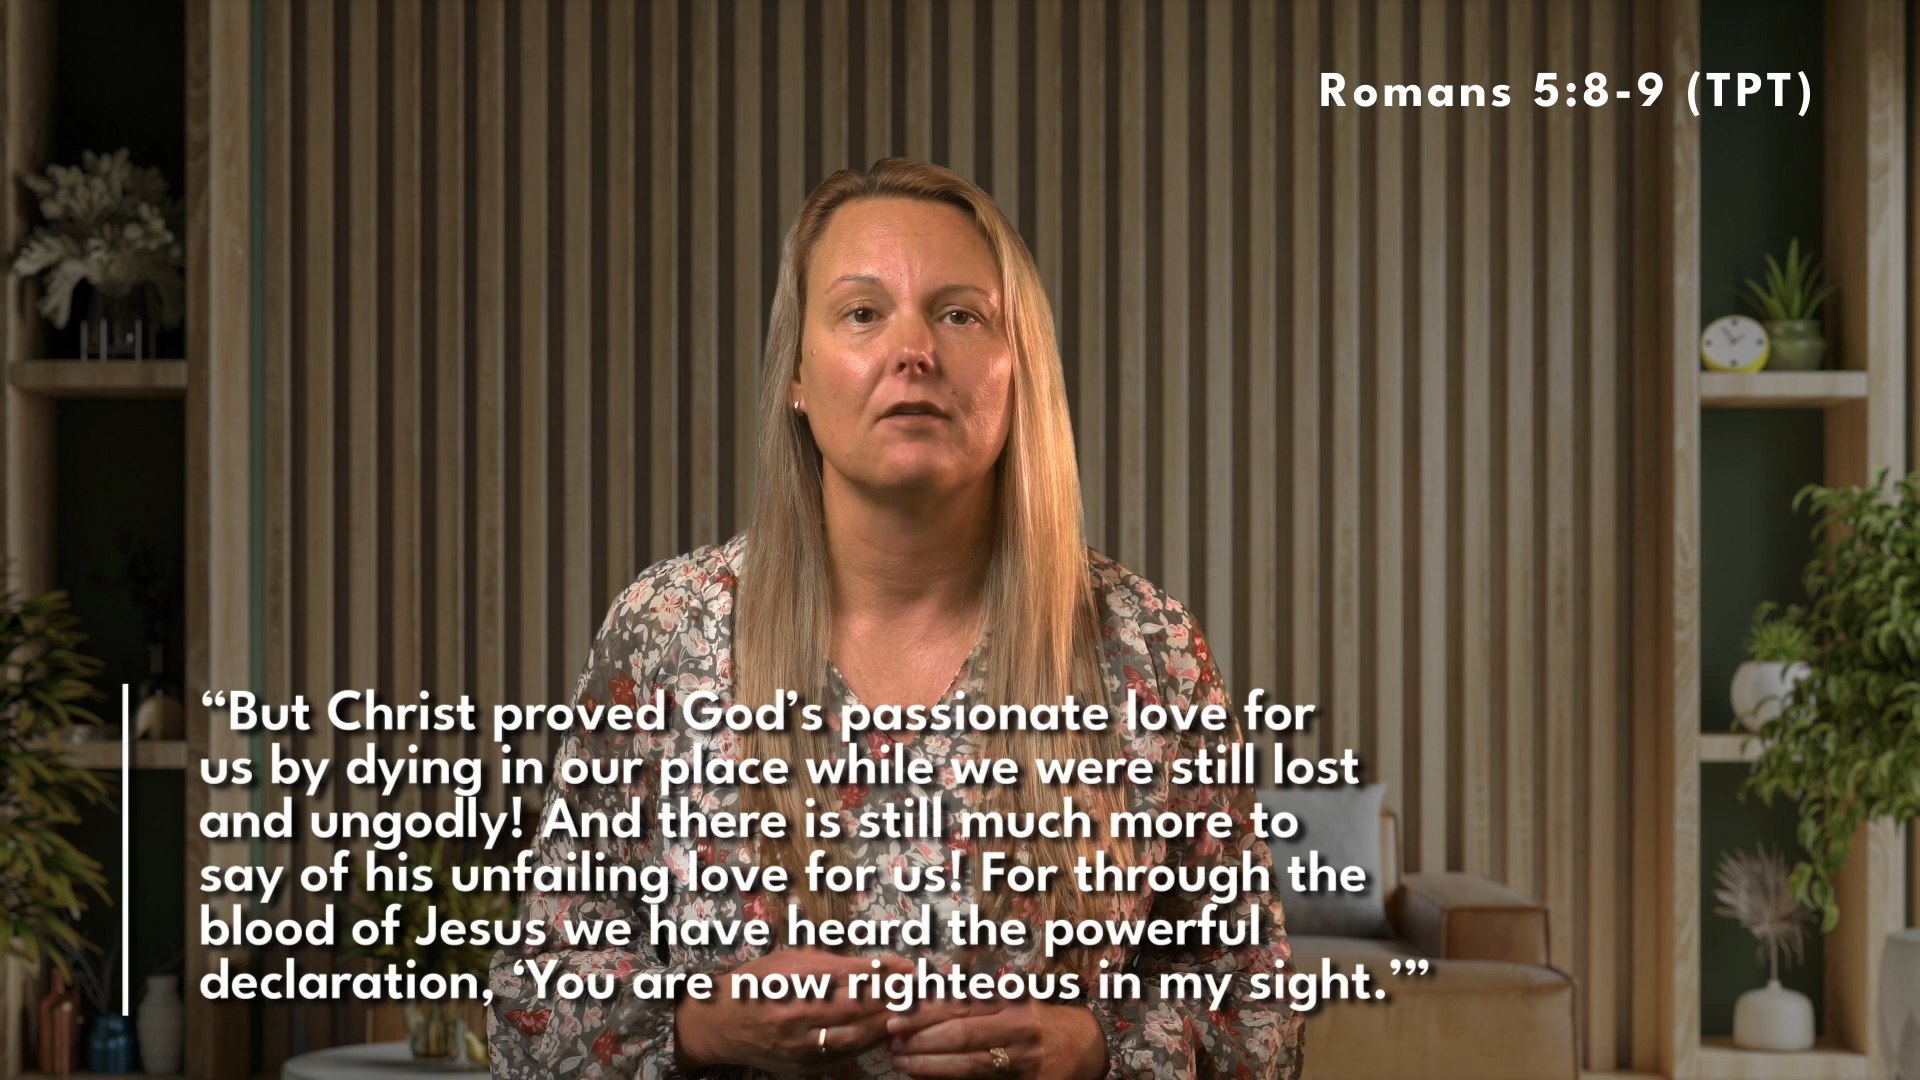 Romans 5:8-9 (TPT)
“But Christ proved God’s passionate love for
us by dying in our place while we were still lost
and ungodly! And there is still much more to
say of his unfailing love for us! For through the
blood of Jesus we have heard the powerful
declaration, ‘You are now righteous in my sight.’”